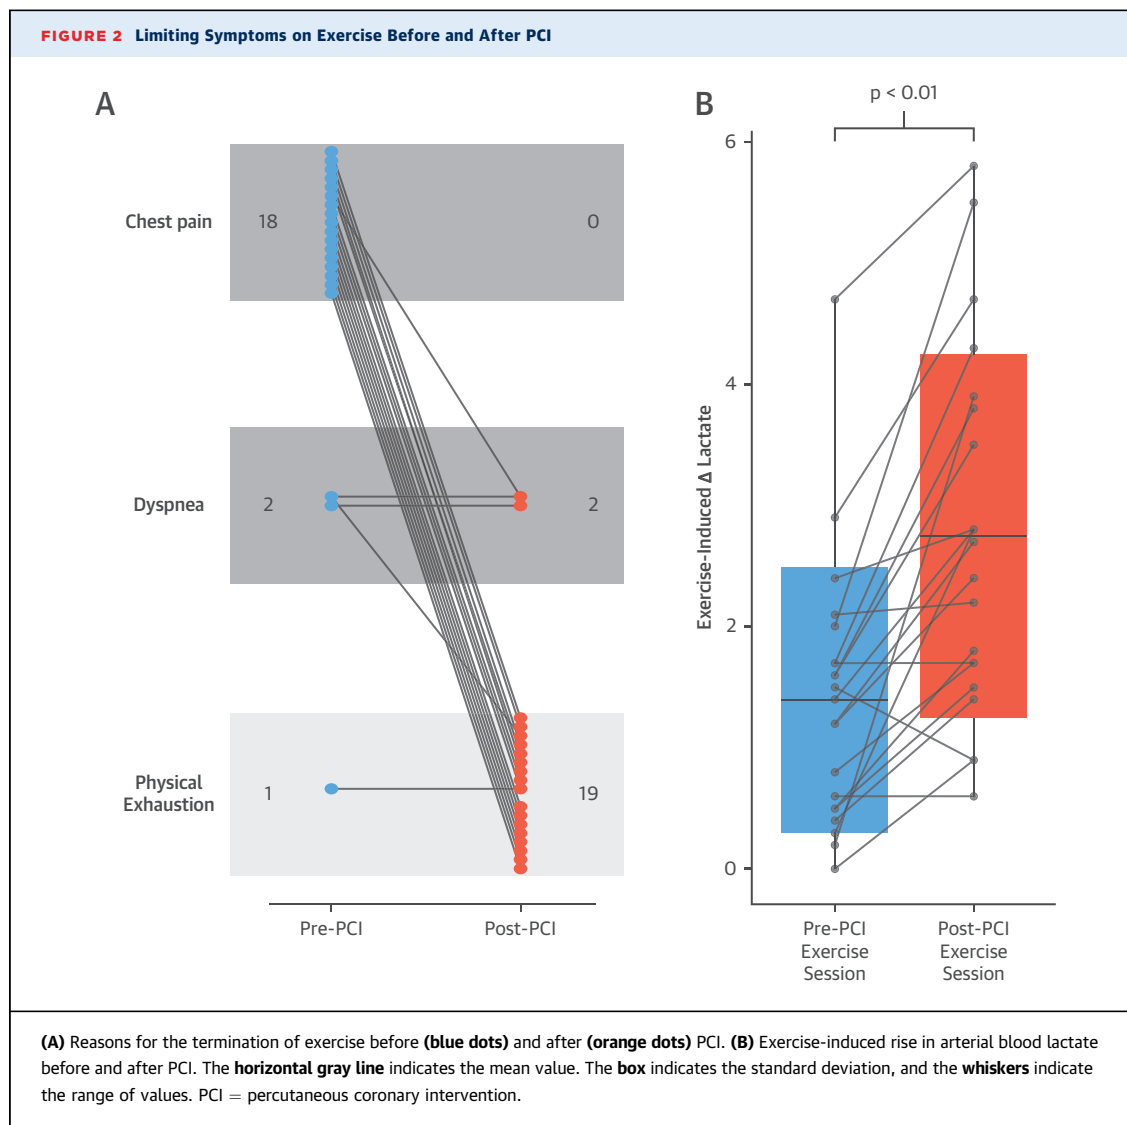 FIGURE 2 Limiting Symptoms on Exercise Before and After PCI
A
Chest pain
18
0
Dyspnea
2
2
Physical
Exhaustion
1
19
Pre-PCI
Post-PCI
B
p < 0.01
Exercise-Induced Δ Lactate
6
4
2
0
Pre-PCI
Exercise
Session
Post-PCI
Exercise
Session
(A) Reasons for the termination of exercise before (blue dots) and after (orange dots) PCI. (B) Exercise-induced rise in arterial blood lactate
before and after PCI. The horizontal gray line indicates the mean value. The box indicates the standard deviation, and the whiskers indicate
the range of values. PCI = percutaneous coronary intervention.